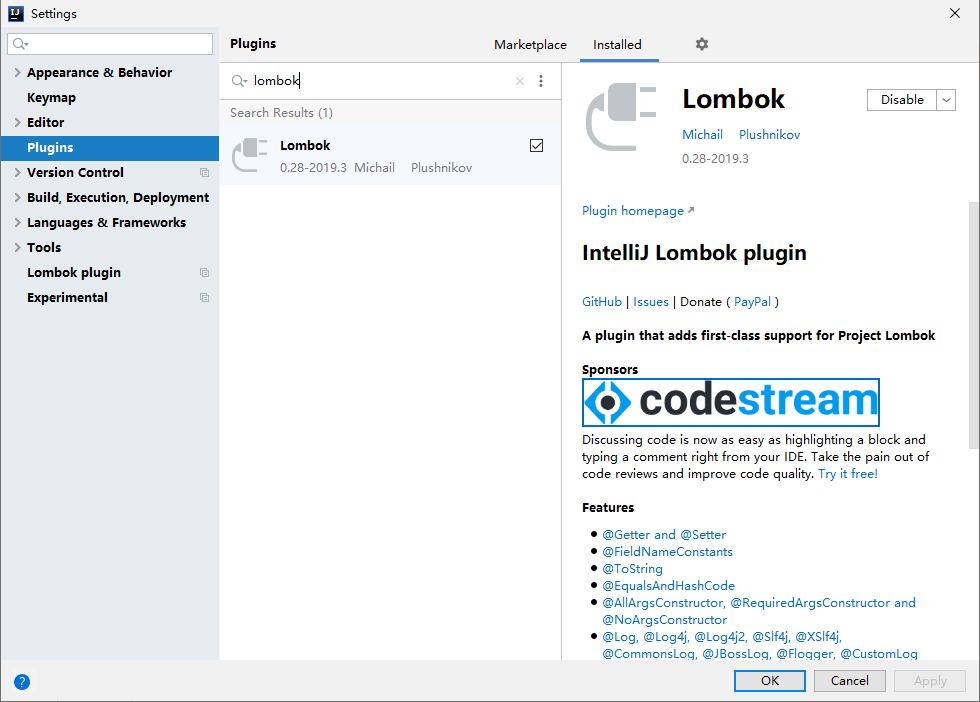 Settings
Plugins
Marketplace
Installed
Appearance & Behavior
Keymap
Editor
Plugins
Version Control
Build, Execution, Deployment
Languages & Frameworks
Tools
Lombok plugin
Experimental
lombok
Search Results (1)
Lombok
0.28-2019.3 Michail Plushnikov
Lombok
Disable
Michail Plushnikov
0.28-2019.3
Plugin homepage
IntelliJ Lombok plugin
GitHub | Issues | Donate ( PayPal )
A plugin that adds first-class support for Project Lombok
Sponsors
codestream
Discussing code is now as easy as highlighting a block and
typing a comment right from your IDE. Take the pain out of
code reviews and improve code quality. Try it free!
Features
@Getter and @Setter
@FieldNameConstants
@ToString
@EqualsAndHashCode
@AllArgsConstructor, @RequiredArgsConstructor and
@NoArgsConstructor
@Log, @Log4j, @Log4j2, @Slf4j, @XSlf4j,
@CommonsLog, @JBossLog, @Flogger, @CustomLog
?
OK
Cancel
Apply